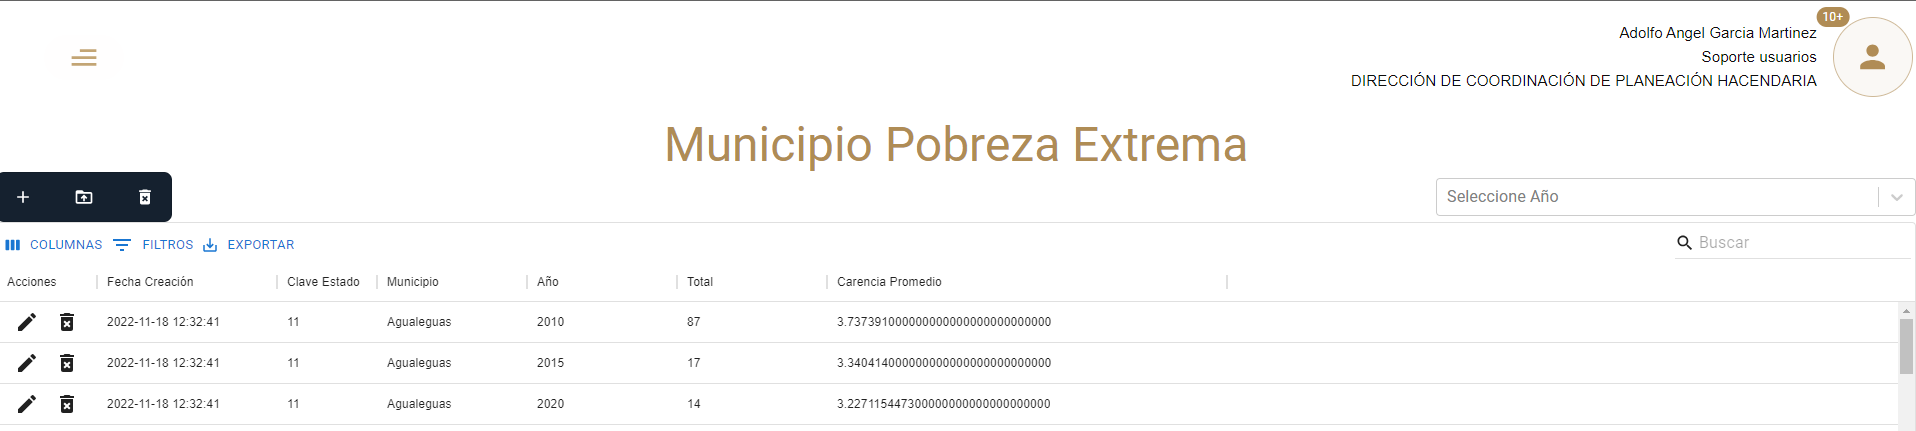 10+
Adolfo Angel Garcia Martinez
Soporte usuarios
DIRECCIÓN DE COORDINACIÓN DE PLANEACIÓN HACENDARIA
Municipio Pobreza Extrema
Seleccione Año
COLUMNAS FILTROS EXPORTAR Buscar
Acciones Fecha Creación Clave Estado Municipio Año Total Carencia Promedio
2022-11-18 12:32:41 11 Agualeguas 2010 87 3.737391000000000000000000000
2022-11-18 12:32:41 11 Agualeguas 2015 17 3.340414000000000000000000000
2022-11-18 12:32:41 11 Agualeguas 2020 14 3.227115447300000000000000000